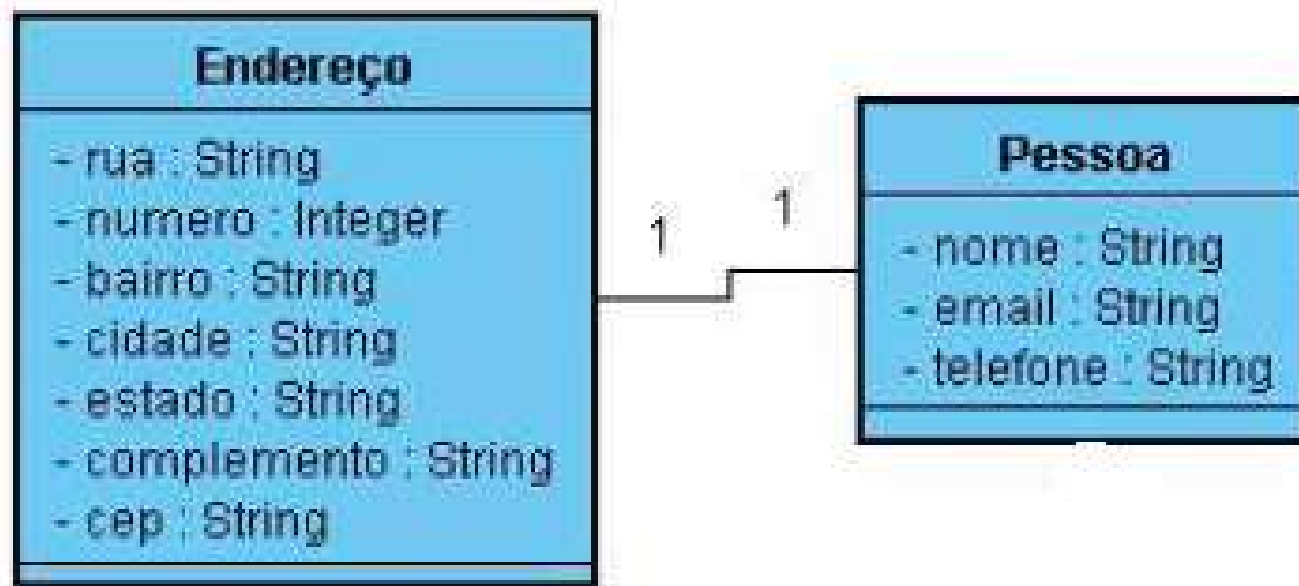 Endereço
- rua : String
- numero : Integer
- bairro : String
- cidade : String
- estado : String
- complemento : String
- cep : String
1
1
Pessoa
- nome : String
- email : String
- telefone : String